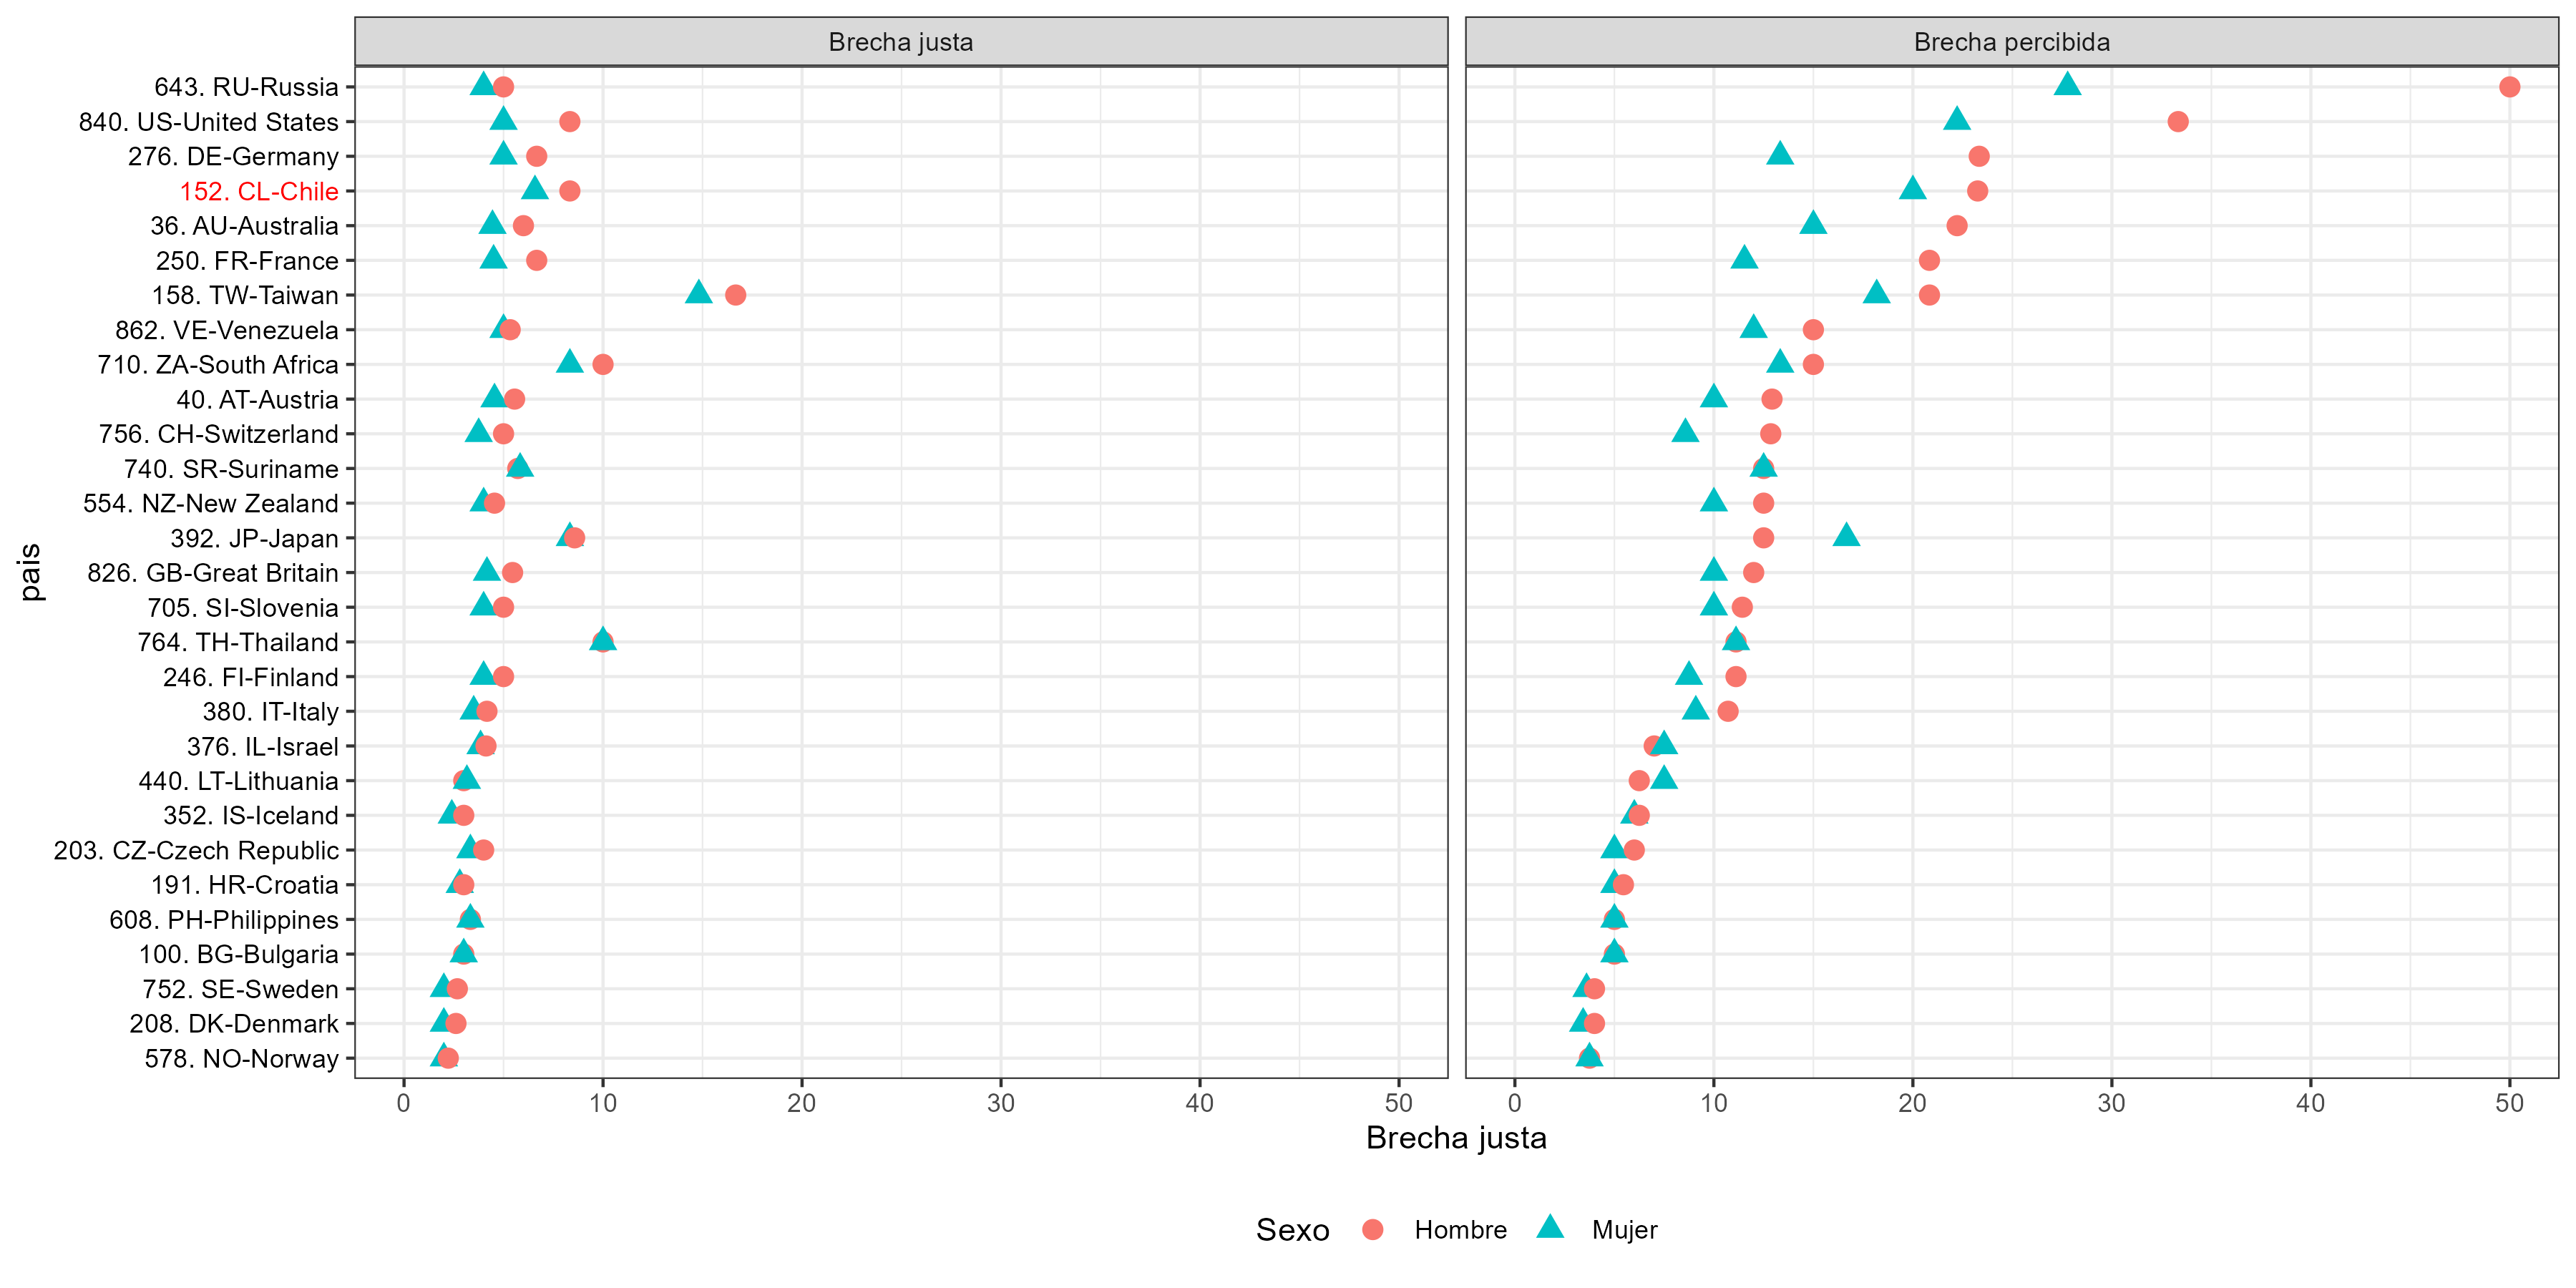 Brecha justa
Brecha percibida
643. RU-Russia
840. US-United States
276. DE-Germany
152. CL-Chile
36. AU-Australia
250. FR-France
158. TW-Taiwan
862. VE-Venezuela
710. ZA-South Africa
40. AT-Austria
756. CH-Switzerland
740. SR-Suriname
554. NZ-New Zealand
392. JP-Japan
826. GB-Great Britain
705. SI-Slovenia
764. TH-Thailand
246. FI-Finland
380. IT-Italy
376. IL-Israel
440. LT-Lithuania
352. IS-Iceland
203. CZ-Czech Republic
191. HR-Croatia
608. PH-Philippines
100. BG-Bulgaria
752. SE-Sweden
208. DK-Denmark
578. NO-Norway
pais
0 10 20 30 40 50
0 10 20 30 40 50
Brecha justa
Sexo Hombre Mujer